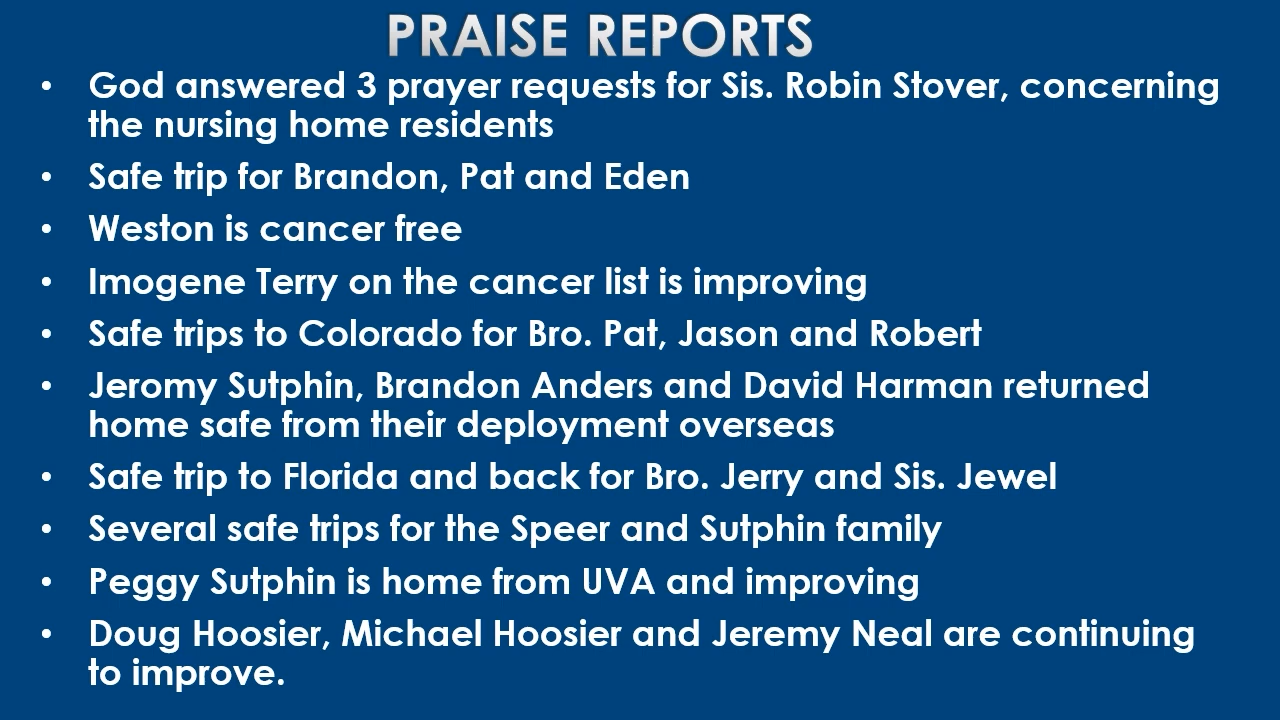 PRAISE REPORTS
• God answered 3 prayer requests for Sis. Robin Stover, concerning
the nursing home residents
• Safe trip for Brandon, Pat and Eden
• Weston is cancer free
• Imogene Terry on the cancer list is improving
• Safe trips to Colorado for Bro. Pat, Jason and Robert
• Jeromy Sutphin, Brandon Anders and David Harman returned
home safe from their deployment overseas
• Safe trip to Florida and back for Bro. Jerry and Sis. Jewel
• Several safe trips for the Speer and Sutphin family
• Peggy Sutphin is home from UVA and improving
• Doug Hoosier, Michael Hoosier and Jeremy Neal are continuing
to improve.